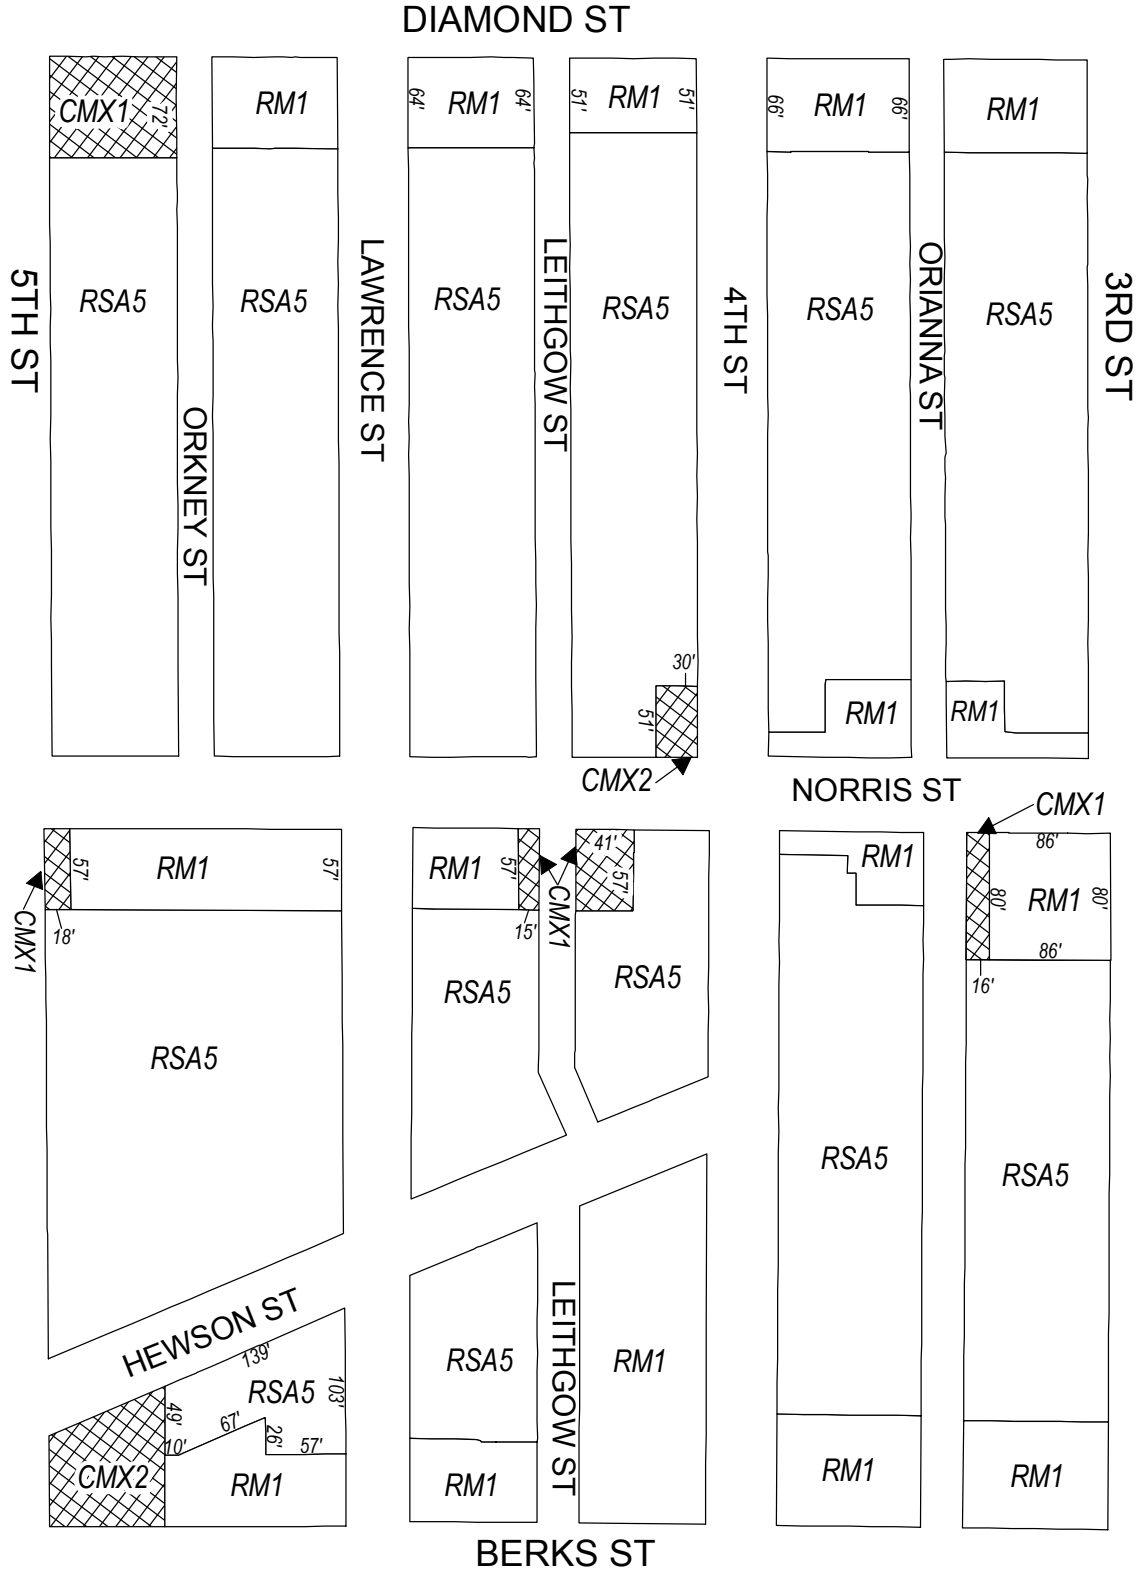 DIAMOND ST
CMX1
72'
RM1
64'
RM1
64'
51'
RM1
51'
66'
RM1
66'
RM1
5TH ST
RSA5
ORKNEY ST
RSA5
LAWRENCE ST
RSA5
LEITHGOW ST
RSA5
4TH ST
RSA5
ORIANNA ST
RSA5
3RD ST
30'
51'
CMX2
RM1
RM1
NORRIS ST
CMX1
57'
RM1
57'
CMX1
18'
RM1
57'
15'
CMX1
41'
57'
RM1
86'
80'
RM1
80'
86'
16'
RSA5
RSA5
RSA5
RSA5
RSA5
HEWSON ST
139'
RSA5
103'
49'
67'
26'
10'
57'
CMX2
RM1
RSA5
RM1
LEITHGOW ST
RM1
RM1
RM1
BERKS ST